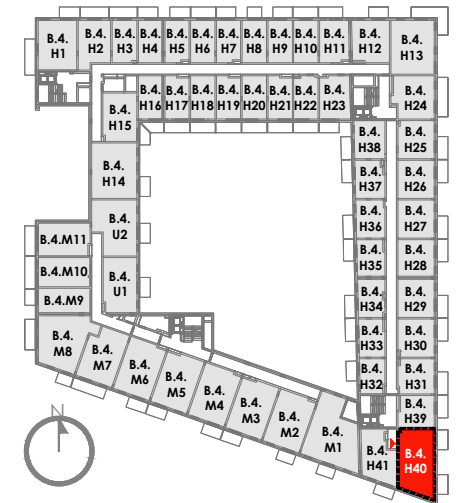 B.4.
H1
B.4.
H2
B.4.
H3
B.4.
H4
B.4.
H5
B.4.
H6
B.4.
H7
B.4.
H8
B.4.
H9
B.4.
H10
B.4.
H11
B.4.
H12
B.4.
H13
B.4.
H16
B.4.
H17
B.4.
H18
B.4.
H19
B.4.
H20
B.4.
H21
B.4.
H22
B.4.
H23
B.4.
H24
B.4.
H15
B.4.
H38
B.4.
H25
B.4.
H14
B.4.
H37
B.4.
H26
B.4.
U2
B.4.
H36
B.4.
H27
B.4.M11
B.4.
H35
B.4.
H28
B.4.M10
B.4.
U1
B.4.
H34
B.4.
H29
B.4.M9
B.4.
H33
B.4.
H30
B.4.
M8
B.4.
M7
B.4.
M6
B.4.
M5
B.4.
M4
B.4.
M3
B.4.
M2
B.4.
M1
B.4.
H32
B.4.
H31
B.4.
H39
B.4.
H41
B.4.
H40
N